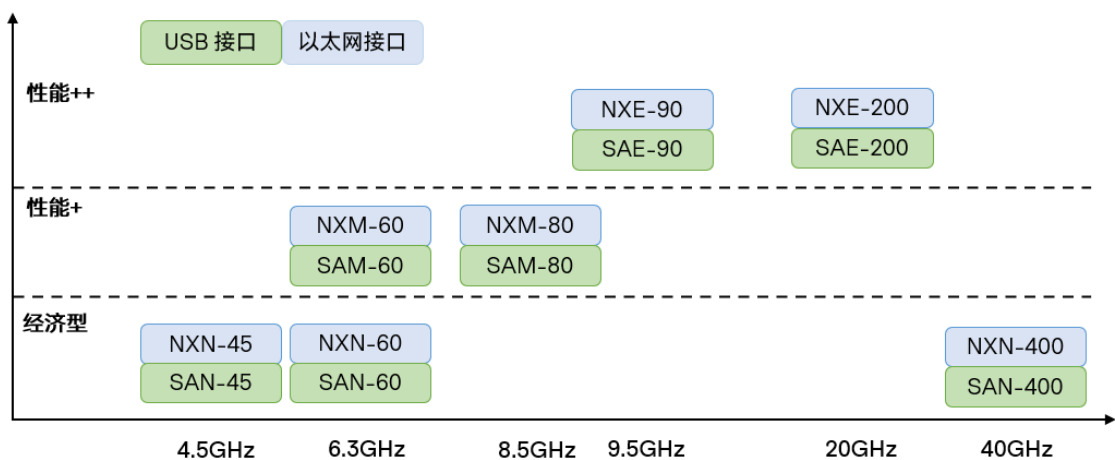 USB 接口 以太网接口
性能++
NXE-90 NXE-200
SAE-90 SAE-200
性能+
NXM-60 NXM-80
SAM-60 SAM-80
经济型
NXN-45 NXN-60 NXN-400
SAN-45 SAN-60 SAN-400
4.5GHz 6.3GHz 8.5GHz 9.5GHz 20GHz 40GHz